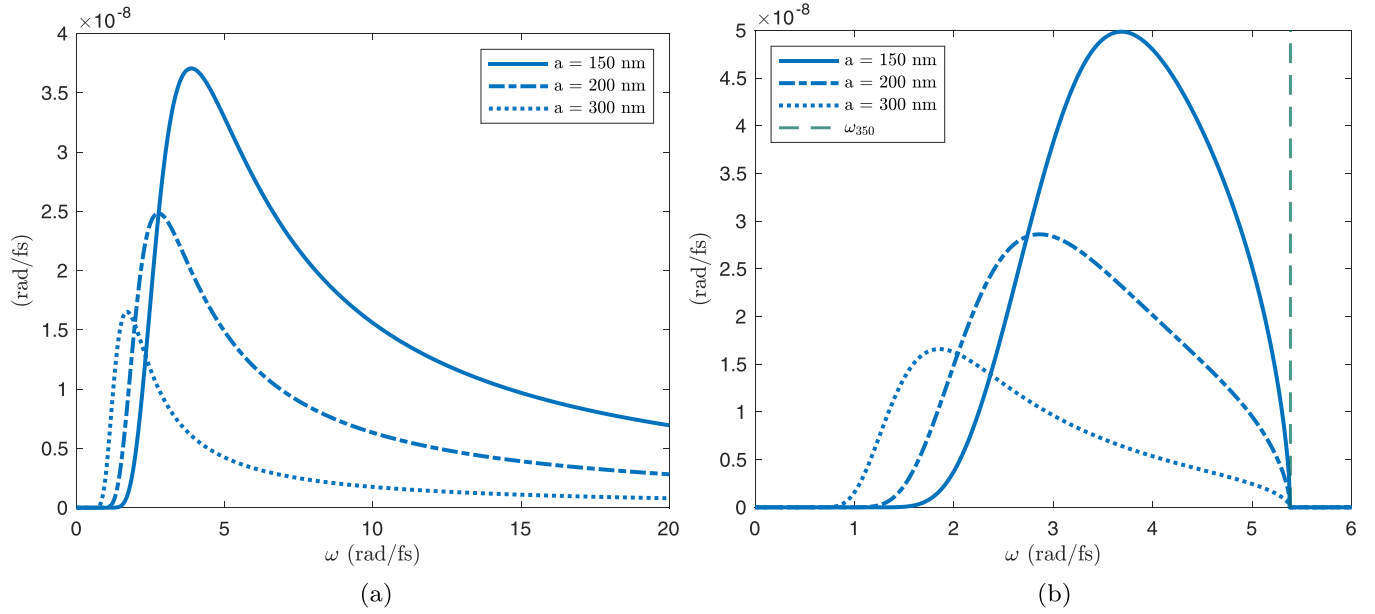 ×10⁻⁸
4
3.5
3
2.5
2
1.5
1
0.5
0
(rad/fs)
a = 150 nm
a = 200 nm
a = 300 nm
0 5 10 15 20
ω (rad/fs)
(a)
×10⁻⁸
5
4.5
4
3.5
3
2.5
2
1.5
1
0.5
0
(rad/fs)
a = 150 nm
a = 200 nm
a = 300 nm
ω₃₅₀
0 1 2 3 4 5 6
ω (rad/fs)
(b)